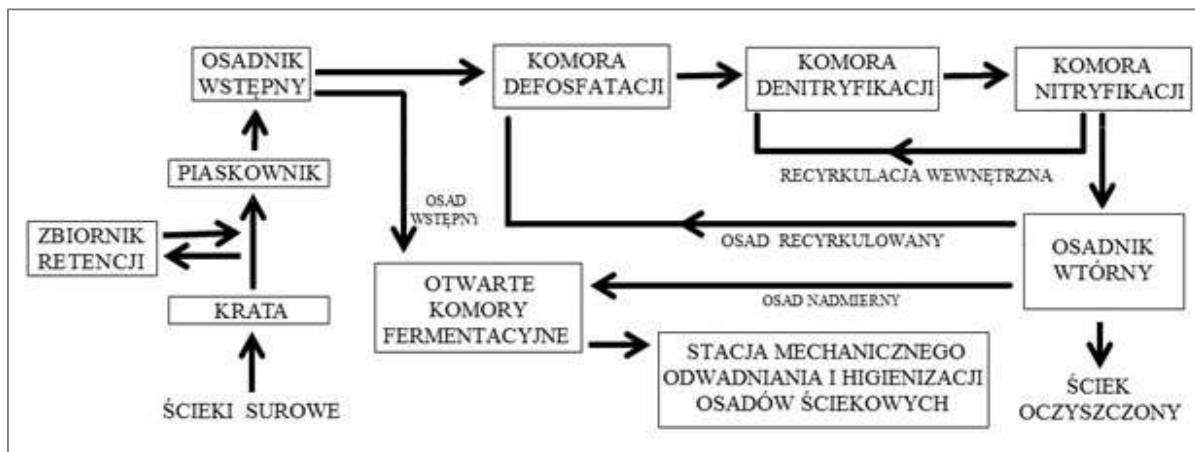 OSADNIK
WSTĘPNY
KOMORA
DEFOSFATACJI
KOMORA
DENITRYFIKACJI
KOMORA
NITRYFIKACJI
PIASKOWNIK
RECYRKULACJA WEWNĘTRZNA
OSAD
WSTĘPNY
ZBIORNIK
RETENCJI
OSAD RECYRKULOWANY
OSADNIK
WTÓRNY
OTWARTE
KOMORY
FERMENTACYJNE
OSAD NADMIERNY
KRATA
STACJA MECHANICZNEGO
ODWADNIANIA I HIGIENIZACJI
OSADÓW ŚCIEKOWYCH
ŚCIEKI SUROWE
ŚCIEK
OCZYSZCZONY